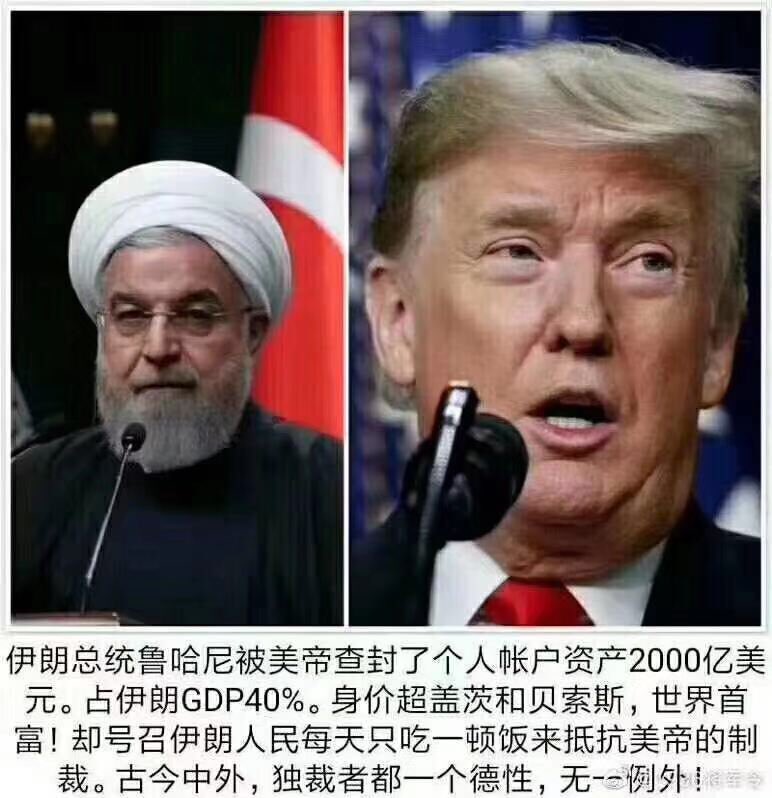 伊朗总统鲁哈尼被美帝查封了个人帐户资产2000亿美
元。占伊朗GDP40%。身价超盖茨和贝索斯，世界首
富！却号召伊朗人民每天只吃一顿饭来抵抗美帝的制
裁。古今中外，独裁者都一个德性，无一例外！